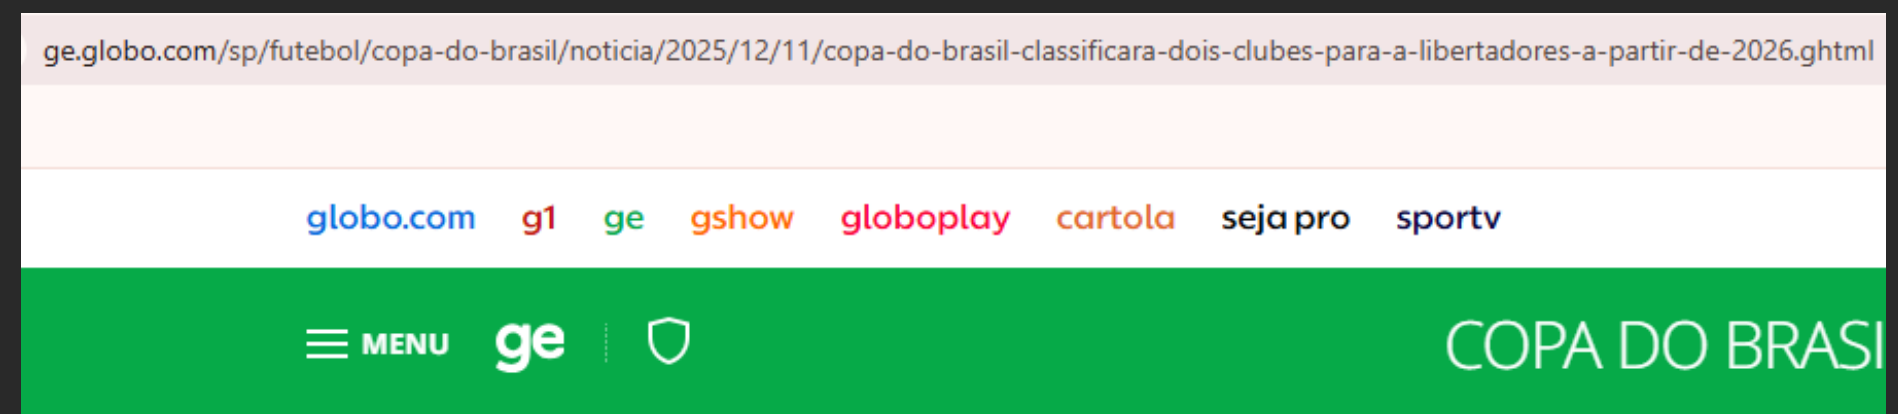 ge.globo.com/sp/futebol/copa-do-brasil/noticia/2025/12/11/copa-do-brasil-classificara-dois-clubes-para-a-libertadores-a-partir-de-2026.ghtml
globo.com g1 ge gshow globoplay cartola seja pro sportv
MENU ge COPA DO BRASI